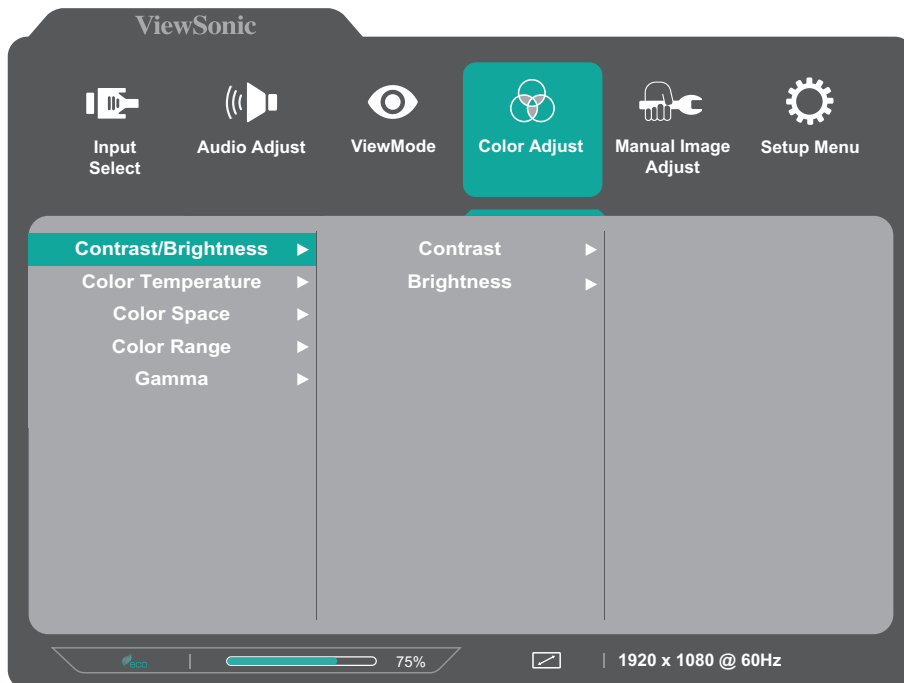 ViewSonic
Input
Select
Audio Adjust
ViewMode
Color Adjust
Manual Image
Adjust
Setup Menu
Contrast/Brightness
Color Temperature
Color Space
Color Range
Gamma
Contrast
Brightness
eco
75%
1920 x 1080 @ 60Hz